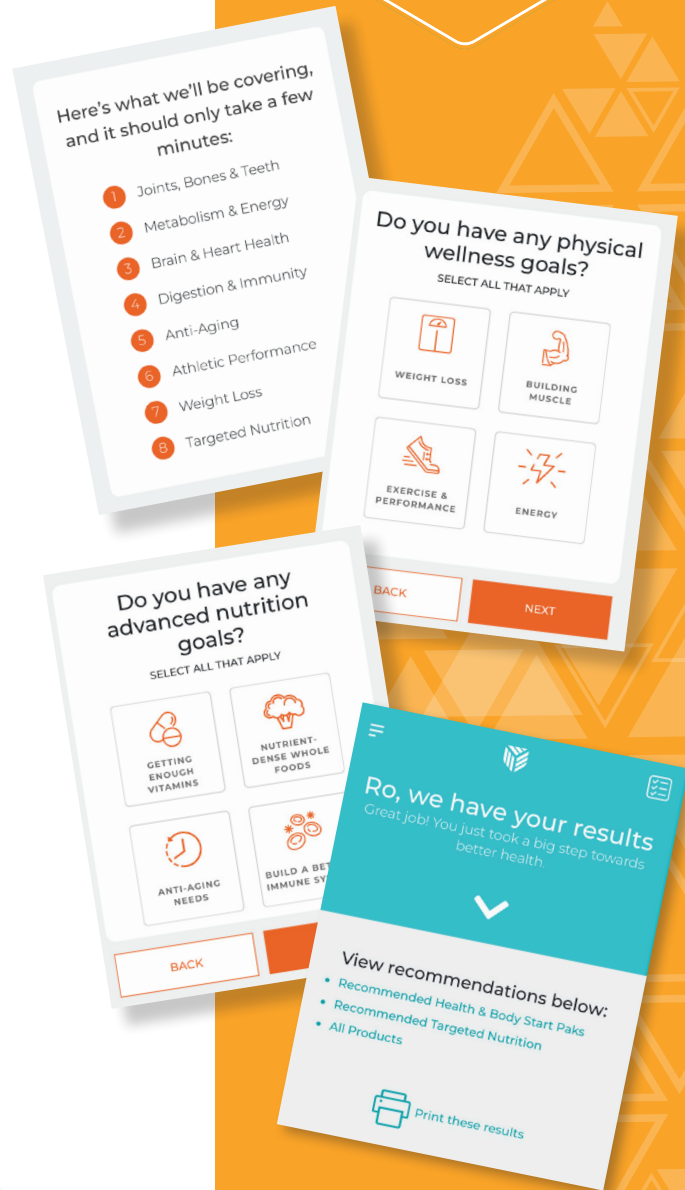 Here's what we'll be covering,
and it should only take a few
minutes:
1 Joints, Bones & Teeth
2 Metabolism & Energy
3 Brain & Heart Health
4 Digestion & Immunity
5 Anti-Aging
6 Athletic Performance
7 Weight Loss
8 Targeted Nutrition
Do you have any physical
wellness goals?
SELECT ALL THAT APPLY
WEIGHT LOSS
BUILDING
MUSCLE
EXERCISE &
PERFORMANCE
ENERGY
BACK
NEXT
Do you have any
advanced nutrition
goals?
SELECT ALL THAT APPLY
GETTING
ENOUGH
VITAMINS
NUTRIENT-
DENSE WHOLE
FOODS
ANTI-AGING
NEEDS
BUILD A BET
IMMUNE SY
BACK
Ro, we have your results
Great job! You just took a big step towards
better health.
View recommendations below:
• Recommended Health & Body Start Paks
• Recommended Targeted Nutrition
• All Products
Print these results